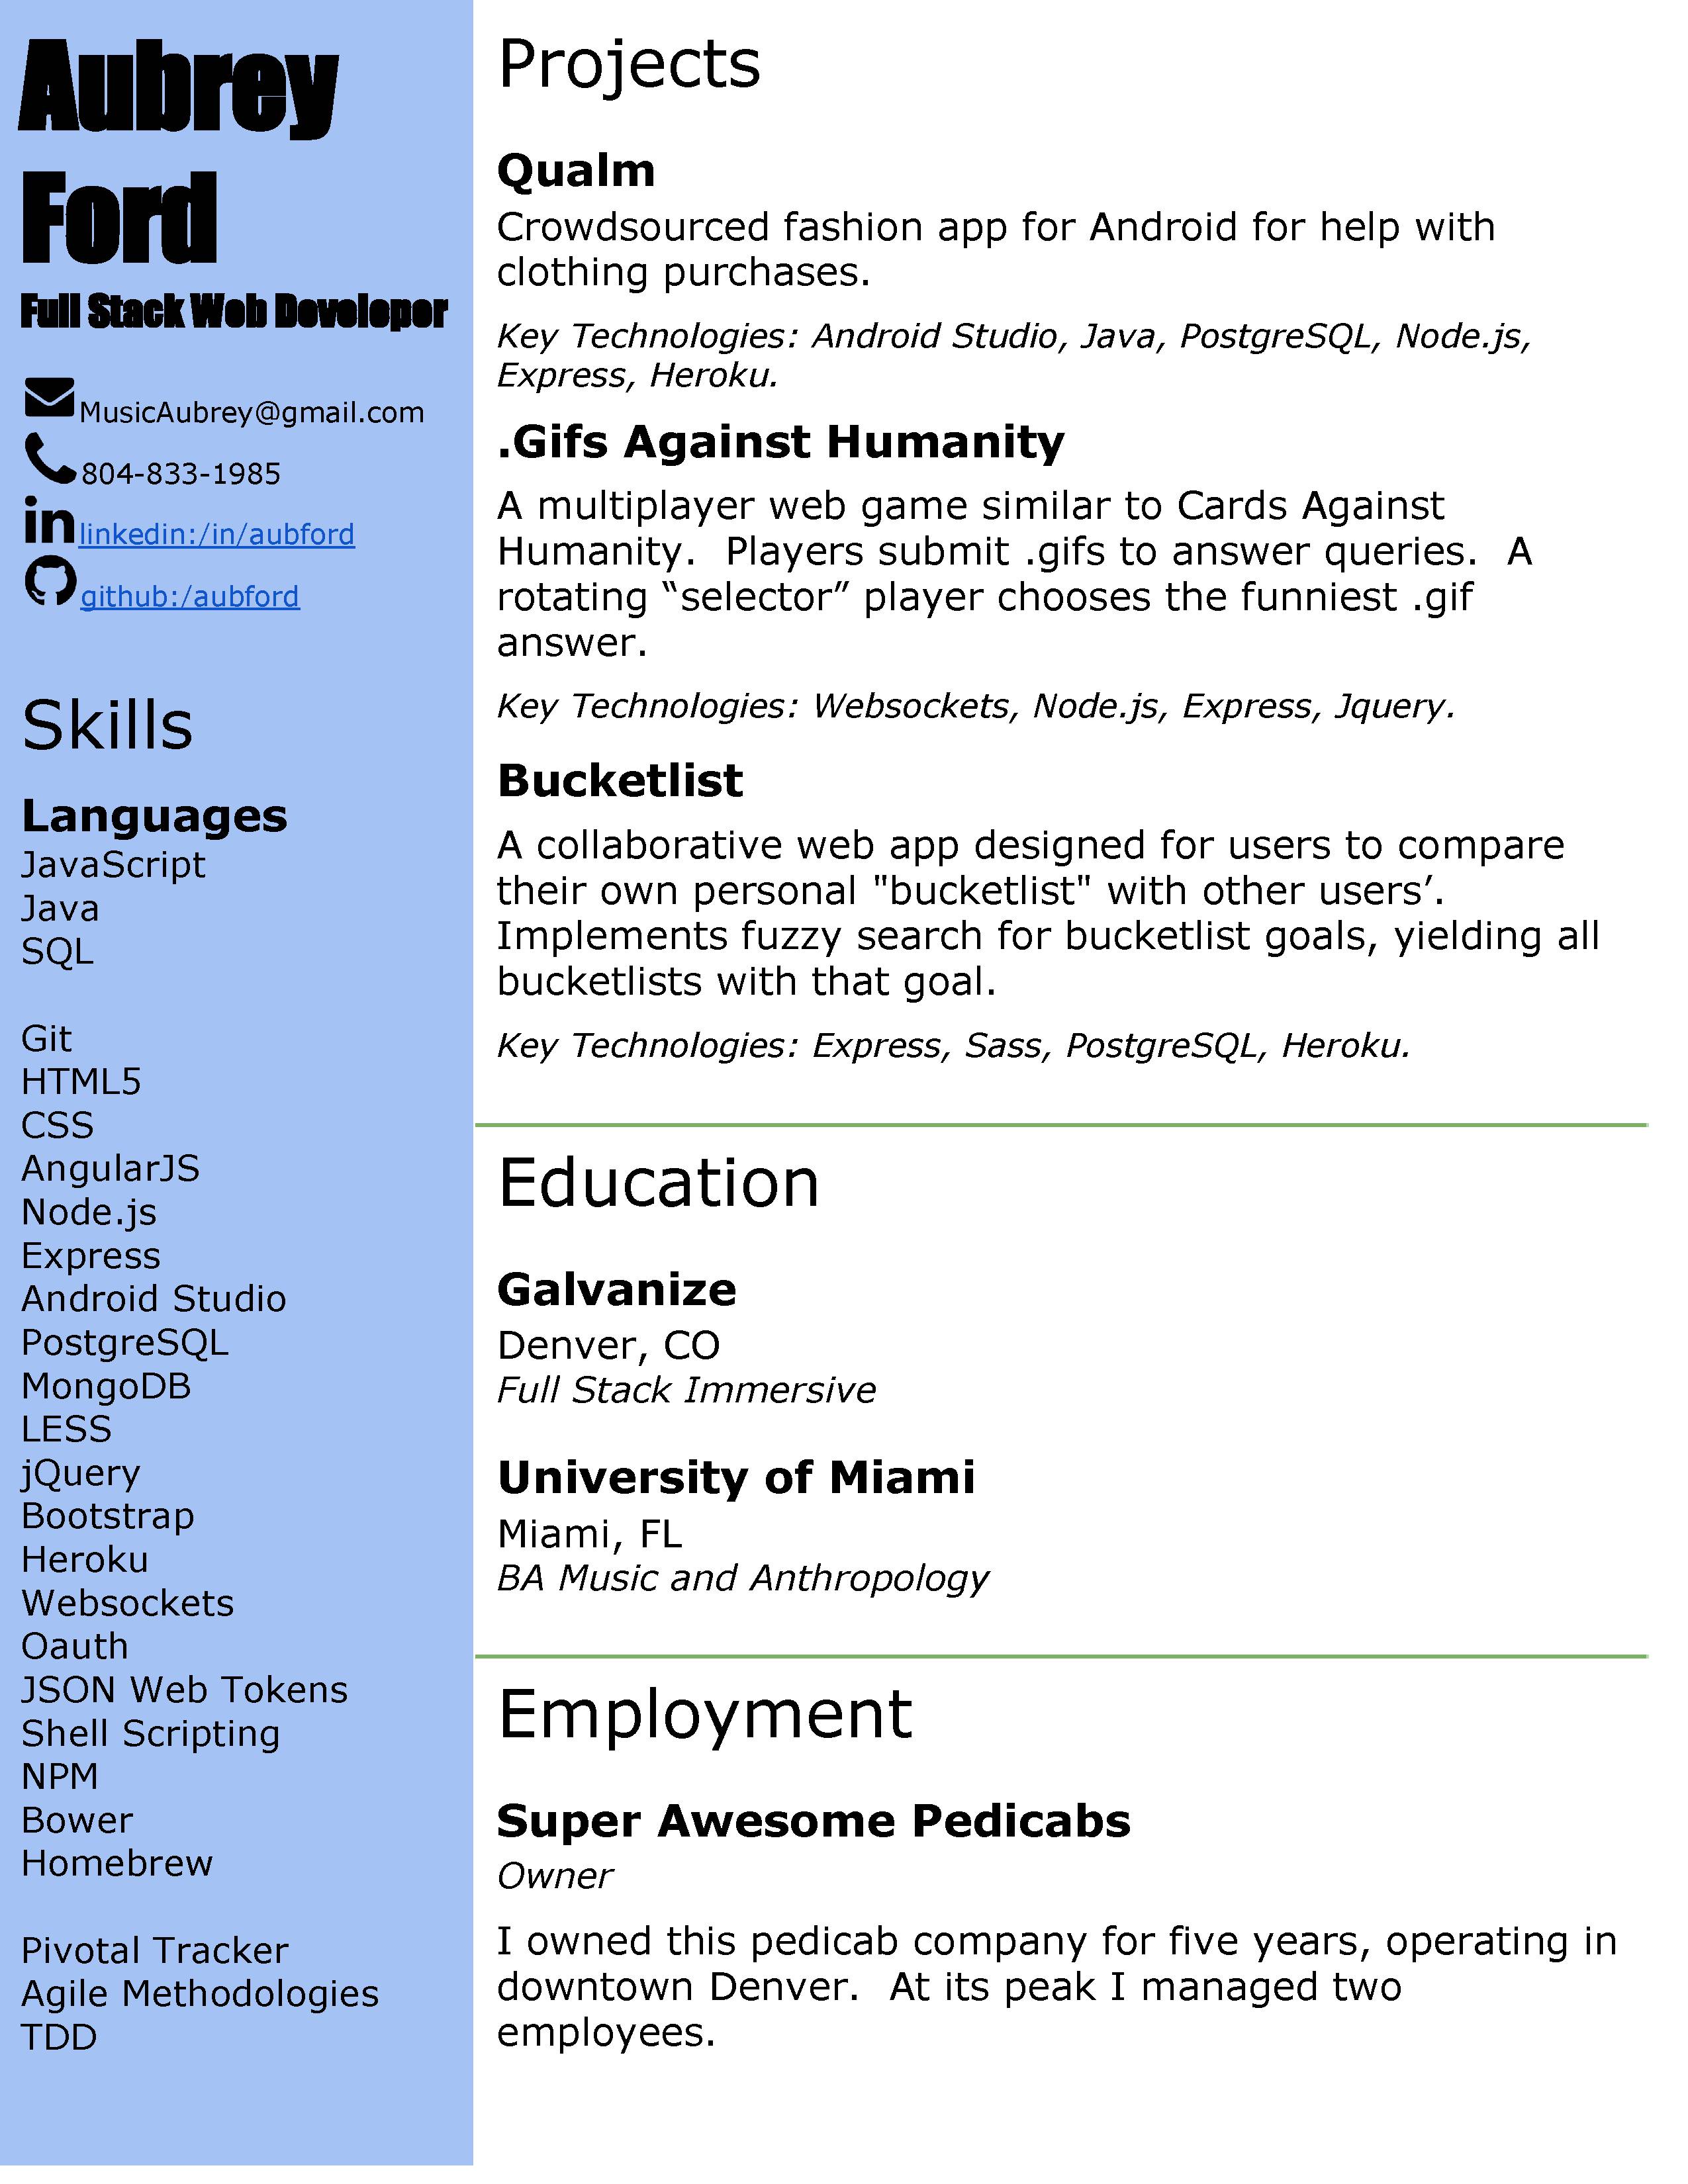 Aubrey
Ford
Full Stack Web Developer
MusicAubrey@gmail.com
804-833-1985
linkedin:/in/aubford
github:/aubford
Skills
Languages
JavaScript
Java
SQL
Git
HTML5
CSS
AngularJS
Node.js
Express
Android Studio
PostgreSQL
MongoDB
LESS
jQuery
Bootstrap
Heroku
Websockets
Oauth
JSON Web Tokens
Shell Scripting
NPM
Bower
Homebrew
Pivotal Tracker
Agile Methodologies
TDD
Projects
Qualm
Crowdsourced fashion app for Android for help with
clothing purchases.
Key Technologies: Android Studio, Java, PostgreSQL, Node.js,
Express, Heroku.
.Gifs Against Humanity
A multiplayer web game similar to Cards Against
Humanity.  Players submit .gifs to answer queries.  A
rotating “selector” player chooses the funniest .gif
answer.
Key Technologies: Websockets, Node.js, Express, Jquery.
Bucketlist
A collaborative web app designed for users to compare
their own personal "bucketlist" with other users’.
Implements fuzzy search for bucketlist goals, yielding all
bucketlists with that goal.
Key Technologies: Express, Sass, PostgreSQL, Heroku.
Education
Galvanize
Denver, CO
Full Stack Immersive
University of Miami
Miami, FL
BA Music and Anthropology
Employment
Super Awesome Pedicabs
Owner
I owned this pedicab company for five years, operating in
downtown Denver.  At its peak I managed two
employees.